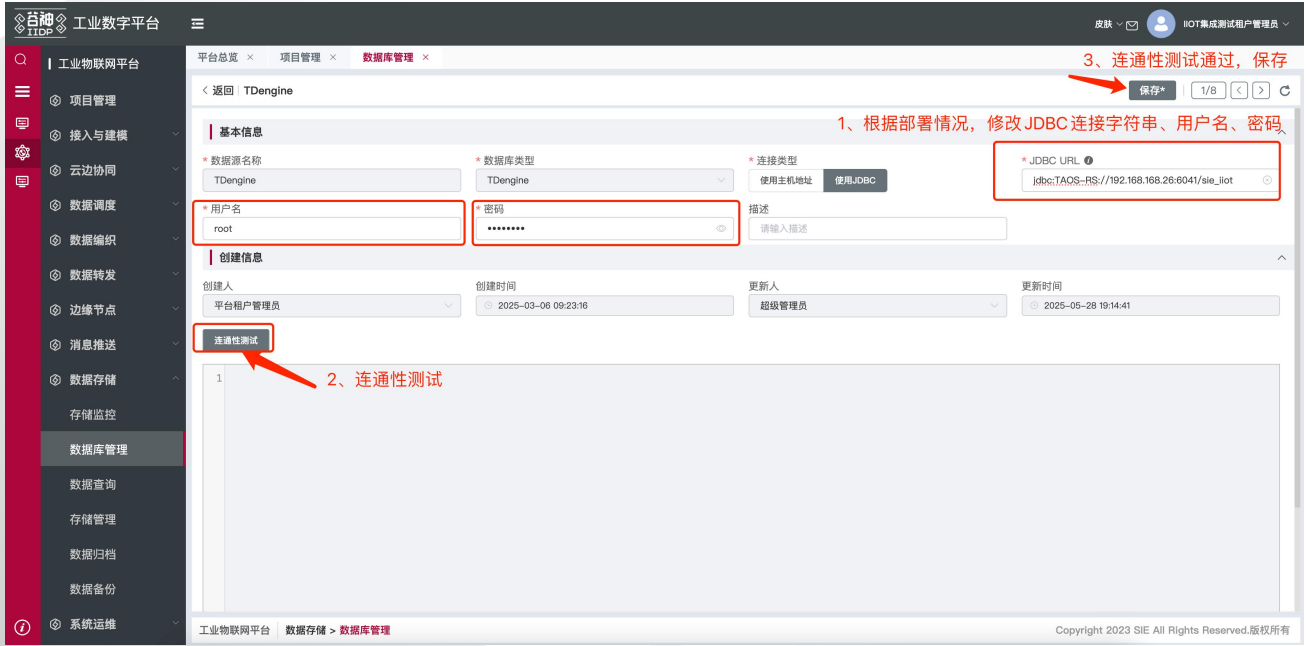 谷神 IIDP 工业数字平台 皮肤 IIOT集成测试租户管理员
工业物联网平台 平台总览 × 项目管理 × 数据库管理 ×
3、连通性测试通过，保存
项目管理 < 返回 TDengine 保存* 1/8
1、根据部署情况，修改JDBC连接字符串、用户名、密码
接入与建模 基本信息
* 数据源名称 * 数据库类型 * 连接类型 * JDBC URL
云边协同 TDengine TDengine 使用主机地址 使用JDBC jdbc:TAOS-RS://192.168.168.26:6041/sie_iiot
数据调度 * 用户名 * 密码 描述
root •••••••• 请输入描述
数据编织 创建信息
数据转发 创建人 创建时间 更新人 更新时间
边缘节点 平台租户管理员 2025-03-06 09:23:16 超级管理员 2025-05-28 19:14:41
消息推送 连通性测试
数据存储 1 2、连通性测试
存储监控
数据库管理
数据查询
存储管理
数据归档
数据备份
系统运维 工业物联网平台 数据存储 > 数据库管理 Copyright 2023 SIE All Rights Reserved.版权所有